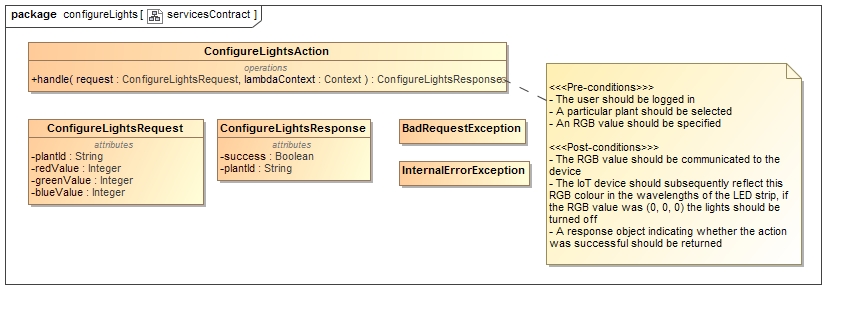 package configureLights [ servicesContract ]
ConfigureLightsAction
operations
+handle( request : ConfigureLightsRequest, lambdaContext : Context ) : ConfigureLightsResponse
<<<Pre-conditions>>>
- The user should be logged in
- A particular plant should be selected
- An RGB value should be specified
<<<Post-conditions>>>
- The RGB value should be communicated to the
device
- The IoT device should subsequently reflect this
RGB colour in the wavelengths of the LED strip, if
the RGB value was (0, 0, 0) the lights should be
turned off
- A response object indicating whether the action
was successful should be returned
ConfigureLightsRequest
attributes
-plantId : String
-redValue : Integer
-greenValue : Integer
-blueValue : Integer
ConfigureLightsResponse
attributes
-success : Boolean
-plantId : String
BadRequestException
InternalErrorException